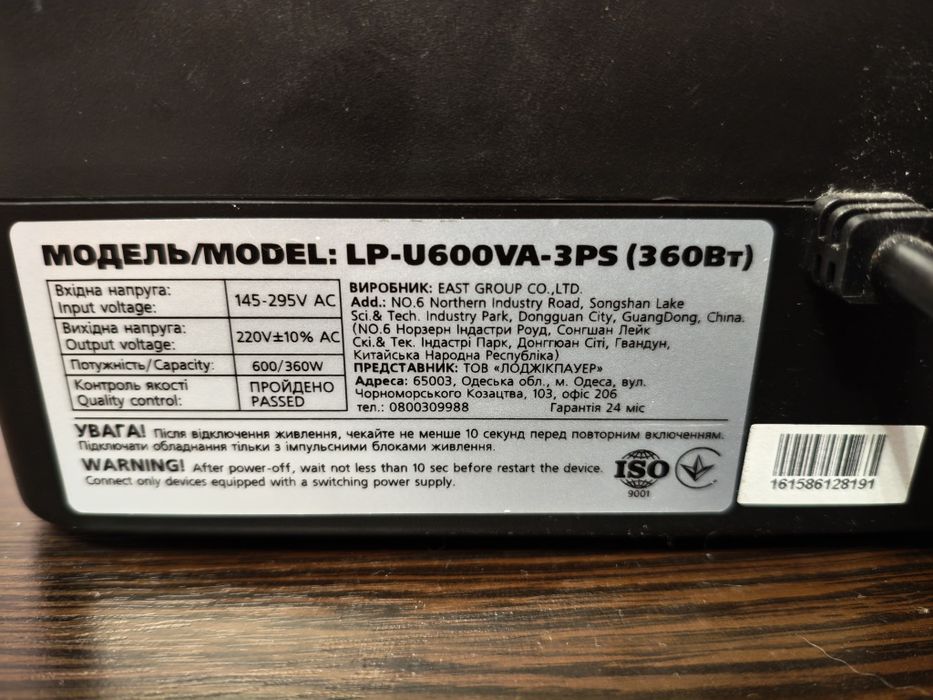 МОДЕЛЬ/MODEL: LP-U600VA-3PS (360Вт)
Вхідна напруга:
Input voltage:
145-295V AC
Вихідна напруга:
Output voltage:
220V±10% AC
Потужність/Capacity:
600/360W
Контроль якості
Quality control:
ПРОЙДЕНО
PASSED
ВИРОБНИК: EAST GROUP CO.,LTD.
Add.: NO.6 Northern Industry Road, Songshan Lake
Sci.& Tech. Industry Park, Dongguan City, GuangDong, China.
(NO.6 Норзерн Індастри Роуд, Сонгшан Лейк
Скі.& Тек. Індастрі Парк, Донггюан Сіті, Гвандун,
Китайська Народна Республіка)
ПРЕДСТАВНИК: ТОВ «ЛОДЖІКПАУЕР»
Адреса: 65003, Одеська обл., м. Одеса, вул.
Чорноморського Козацтва, 103, офіс 206
тел.: 0800309988 Гарантія 24 міс
УВАГА! Після відключення живлення, чекайте не менше 10 секунд перед повторним включенням.
Підключати обладнання тільки з імпульсними блоками живлення.
WARNING! After power-off, wait not less than 10 sec before restart the device.
Connect only devices equipped with a switching power supply.
ISO
9001
161586128191